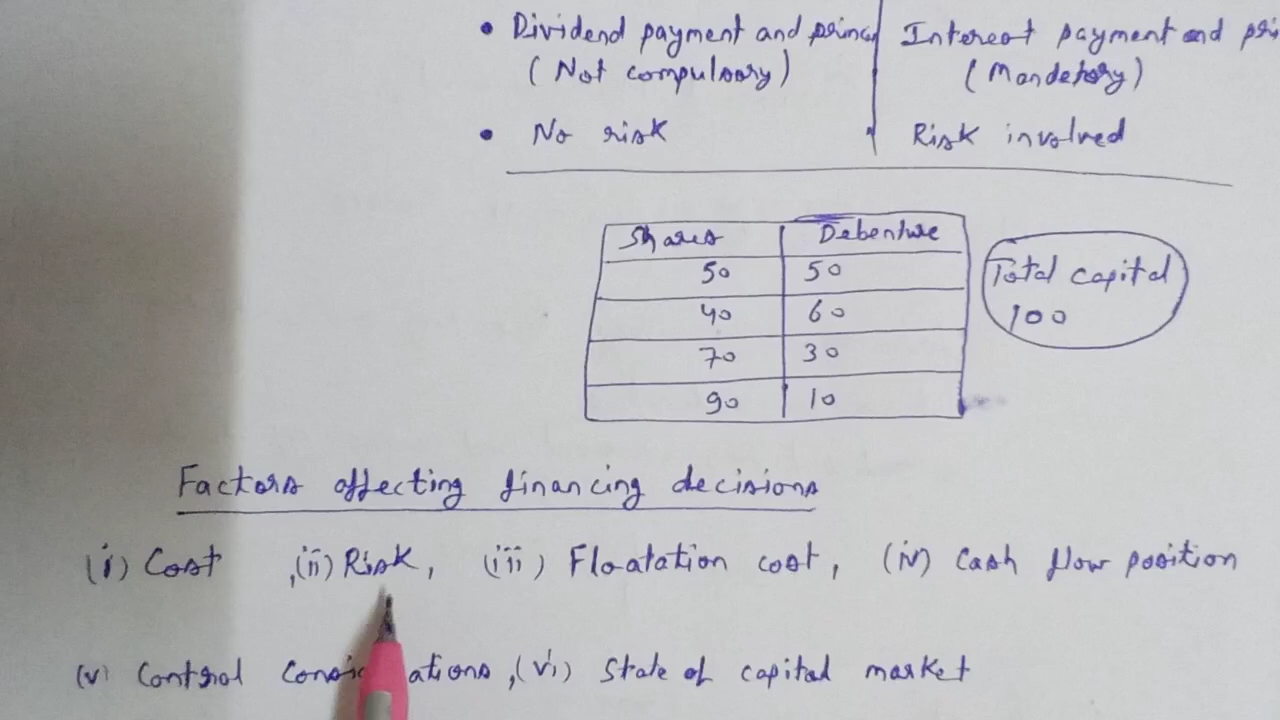 • Dividend payment and princi Interest payment and pri
(Not compulsory) (Mandetory)
• No risk Risk involved
Shares Debenture
50 50
40 60
70 30
90 10
Total capital
100
Factors affecting financing decisions
(i) Cost ,(ii) Risk, (iii) Floatation cost, (iv) Cash flow position
(v) Control ,(vi) State of capital market